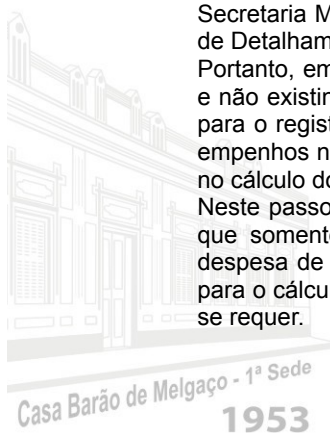 Secretaria M
de Detalham
Portanto, em
e não existir
para o regist
empenhos n
no cálculo do
Neste passo
que somente
despesa de
para o cálcu
se requer.
Casa Barão de Melgaço - 1ª Sede
1953